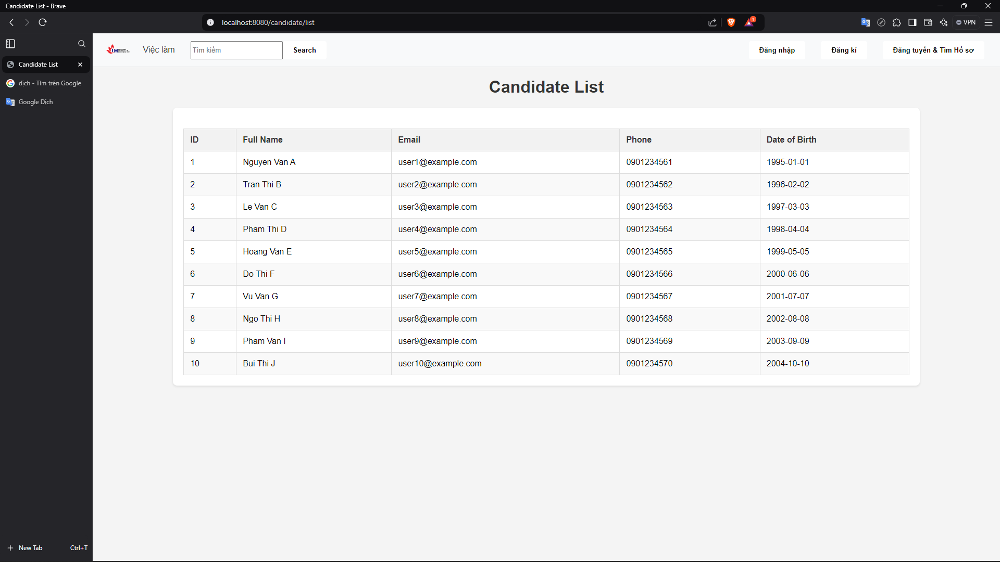 Candidate List - Brave
localhost:8080/candidate/list
1
VPN
Candidate List
dịch - Tìm trên Google
Google Dịch
New Tab Ctrl+T
IH
Việc làm
Tìm kiếm
Search
Đăng nhập
Đăng kí
Đăng tuyển & Tìm Hồ sơ
Candidate List
ID Full Name Email Phone Date of Birth
1 Nguyen Van A user1@example.com 0901234561 1995-01-01
2 Tran Thi B user2@example.com 0901234562 1996-02-02
3 Le Van C user3@example.com 0901234563 1997-03-03
4 Pham Thi D user4@example.com 0901234564 1998-04-04
5 Hoang Van E user5@example.com 0901234565 1999-05-05
6 Do Thi F user6@example.com 0901234566 2000-06-06
7 Vu Van G user7@example.com 0901234567 2001-07-07
8 Ngo Thi H user8@example.com 0901234568 2002-08-08
9 Pham Van I user9@example.com 0901234569 2003-09-09
10 Bui Thi J user10@example.com 0901234570 2004-10-10